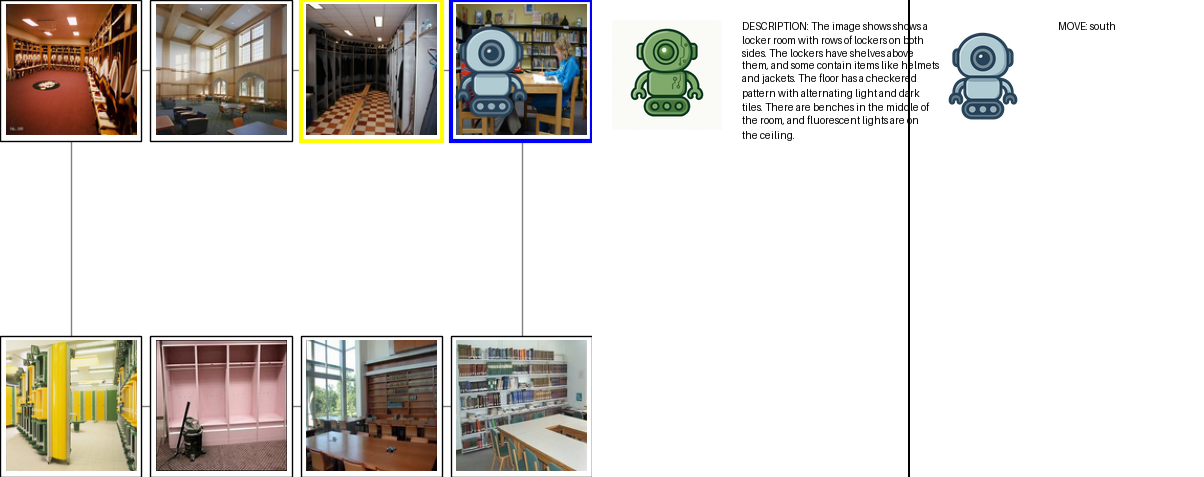 DESCRIPTION: The image shows shows a
locker room with rows of lockers on both
sides. The lockers have shelves above
them, and some contain items like helmets
and jackets. The floor has a checkered
pattern with alternating light and dark
tiles. There are benches in the middle of
the room, and fluorescent lights are on
the ceiling.
MOVE: south